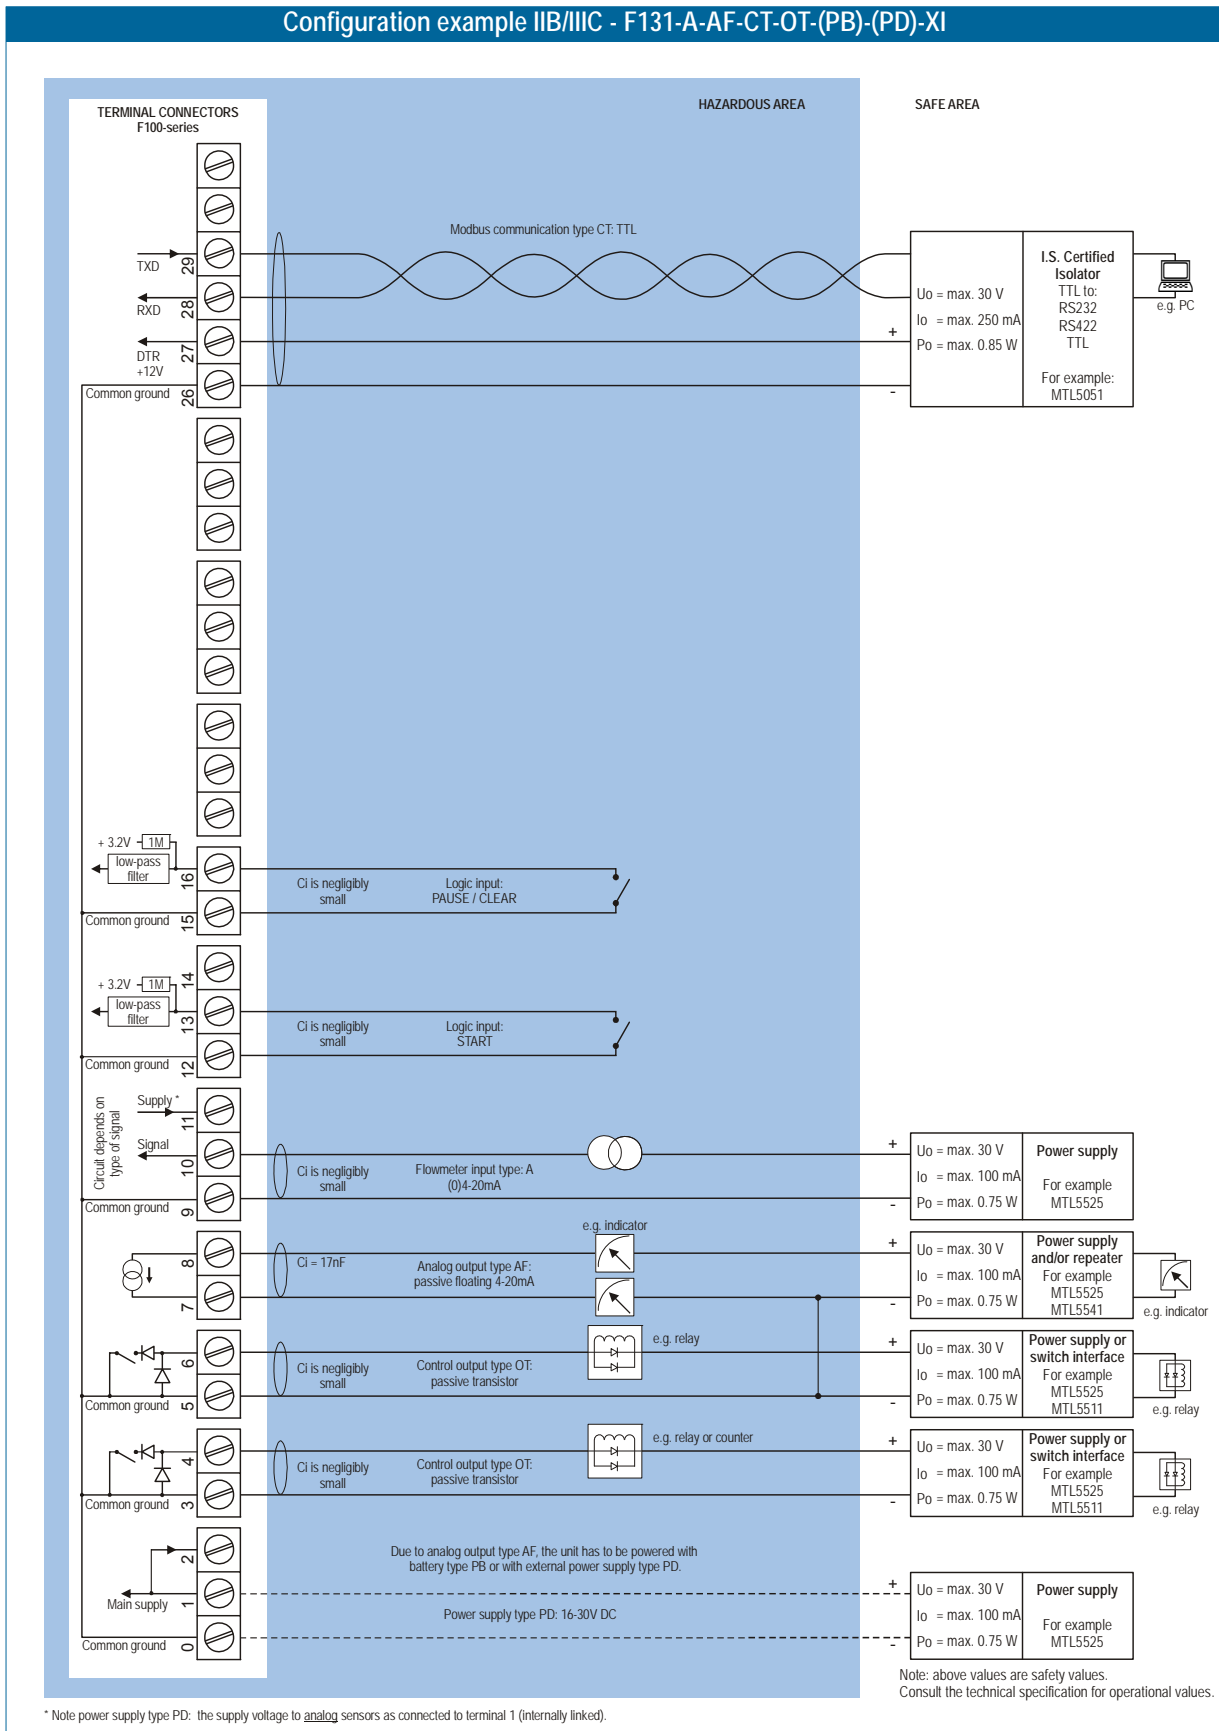 Configuration example IIB/IIIC - F131-A-AF-CT-OT-(PB)-(PD)-XI
HAZARDOUS AREA
SAFE AREA
TERMINAL CONNECTORS
F100-series
Modbus communication type CT: TTL
TXD
29
RXD
28
DTR
+12V
27
Common ground
26
+
-
Uo = max. 30 V
Io = max. 250 mA
Po = max. 0.85 W
I.S. Certified
Isolator
TTL to:
RS232
RS422
TTL
For example:
MTL5051
e.g. PC
+ 3.2V
1M
low-pass
filter
16
Common ground
15
Ci is negligibly
small
Logic input:
PAUSE / CLEAR
14
+ 3.2V
1M
low-pass
filter
13
Common ground
12
Ci is negligibly
small
Logic input:
START
Circuit depends on
type of signal
Supply *
11
Signal
10
Common ground
9
Ci is negligibly
small
Flowmeter input type: A
(0)4-20mA
+
-
Uo = max. 30 V
Io = max. 100 mA
Po = max. 0.75 W
Power supply
For example
MTL5525
8
7
Ci = 17nF
Analog output type AF:
passive floating 4-20mA
e.g. indicator
+
-
Uo = max. 30 V
Io = max. 100 mA
Po = max. 0.75 W
Power supply
and/or repeater
For example
MTL5525
MTL5541
e.g. indicator
6
Common ground
5
Ci is negligibly
small
Control output type OT:
passive transistor
e.g. relay
+
-
Uo = max. 30 V
Io = max. 100 mA
Po = max. 0.75 W
Power supply or
switch interface
For example
MTL5525
MTL5511
e.g. relay
4
Common ground
3
Ci is negligibly
small
Control output type OT:
passive transistor
e.g. relay or counter
+
-
Uo = max. 30 V
Io = max. 100 mA
Po = max. 0.75 W
Power supply or
switch interface
For example
MTL5525
MTL5511
e.g. relay
2
Main supply
1
Common ground
0
Due to analog output type AF, the unit has to be powered with
battery type PB or with external power supply type PD.
Power supply type PD: 16-30V DC
+
-
Uo = max. 30 V
Io = max. 100 mA
Po = max. 0.75 W
Power supply
For example
MTL5525
Note: above values are safety values.
Consult the technical specification for operational values.
* Note power supply type PD: the supply voltage to analog sensors as connected to terminal 1 (internally linked).